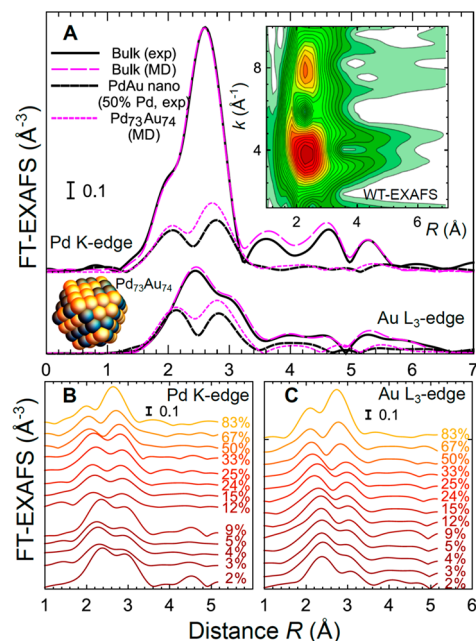 A
Bulk (exp)
Bulk (MD)
PdAu nano
(50% Pd, exp)
Pd73Au74
(MD)
0.1
FT-EXAFS (Å-3)
Pd K-edge
Pd73Au74
Au L3-edge
k (Å-1)
8
4
WT-EXAFS
2
4
6
R (Å)
0 1 2 3 4 5 6 7
B
Pd K-edge
0.1
83%
67%
50%
33%
25%
24%
15%
12%
9%
5%
4%
3%
2%
1 2 3 4 5
C
Au L3-edge
0.1
83%
67%
50%
33%
25%
24%
15%
12%
9%
5%
4%
3%
2%
1 2 3 4 5 6
FT-EXAFS (Å-3)
Distance R (Å)